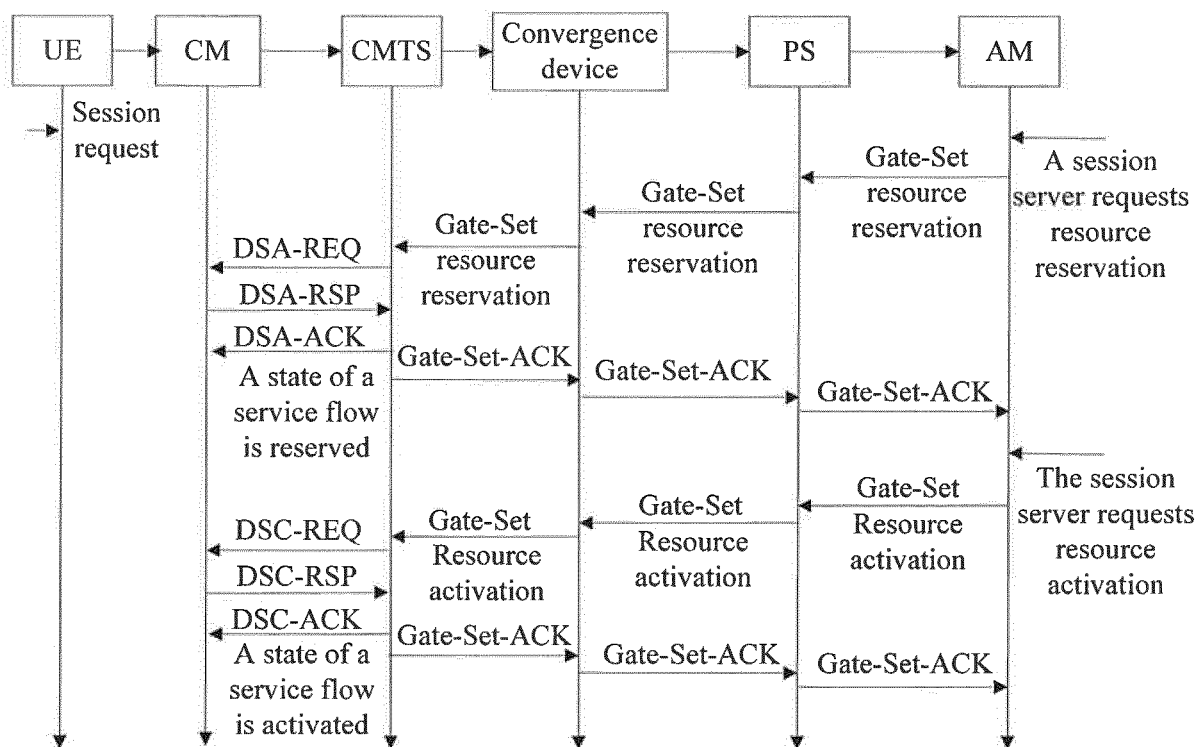 UE
CM
CMTS
Convergence
device
PS
AM
Session
request
A session
server requests
resource
reservation
Gate-Set
resource
reservation
Gate-Set
resource
reservation
Gate-Set
resource
reservation
DSA-REQ
DSA-RSP
DSA-ACK
A state of a
service flow
is reserved
Gate-Set-ACK
Gate-Set-ACK
Gate-Set-ACK
The session
server requests
resource
activation
Gate-Set
Resource
activation
Gate-Set
Resource
activation
Gate-Set
Resource
activation
DSC-REQ
DSC-RSP
DSC-ACK
A state of a
service flow
is activated
Gate-Set-ACK
Gate-Set-ACK
Gate-Set-ACK